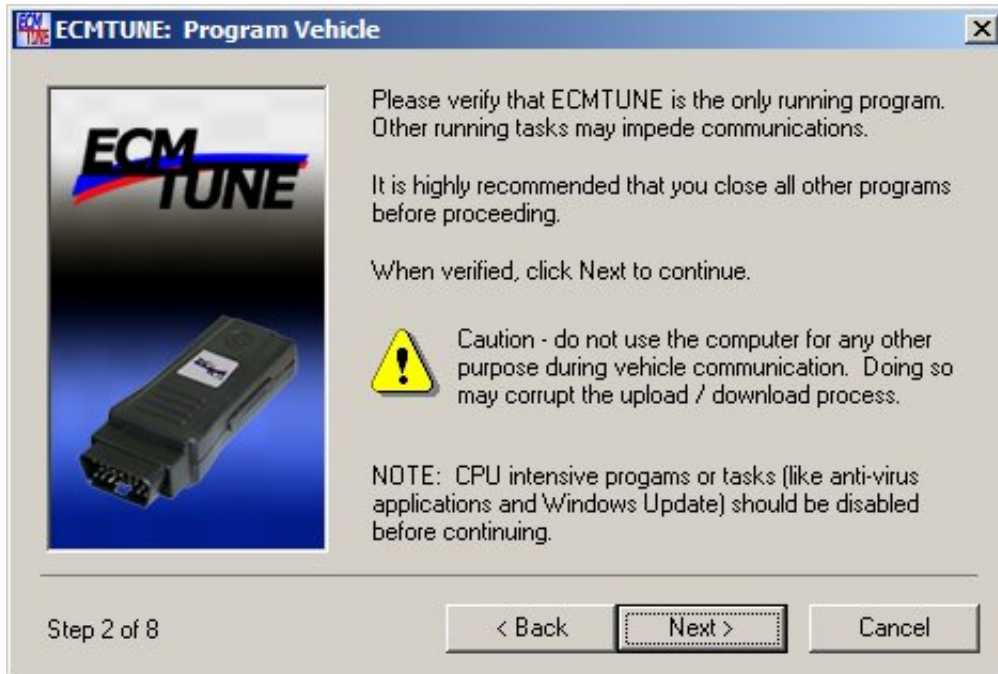 ECMTUNE: Program Vehicle
ECM
TUNE
Please verify that ECMTUNE is the only running program.
Other running tasks may impede communications.
It is highly recommended that you close all other programs
before proceeding.
When verified, click Next to continue.
Caution - do not use the computer for any other
purpose during vehicle communication. Doing so
may corrupt the upload / download process.
NOTE: CPU intensive progams or tasks (like anti-virus
applications and Windows Update) should be disabled
before continuing.
Step 2 of 8
< Back
Next >
Cancel